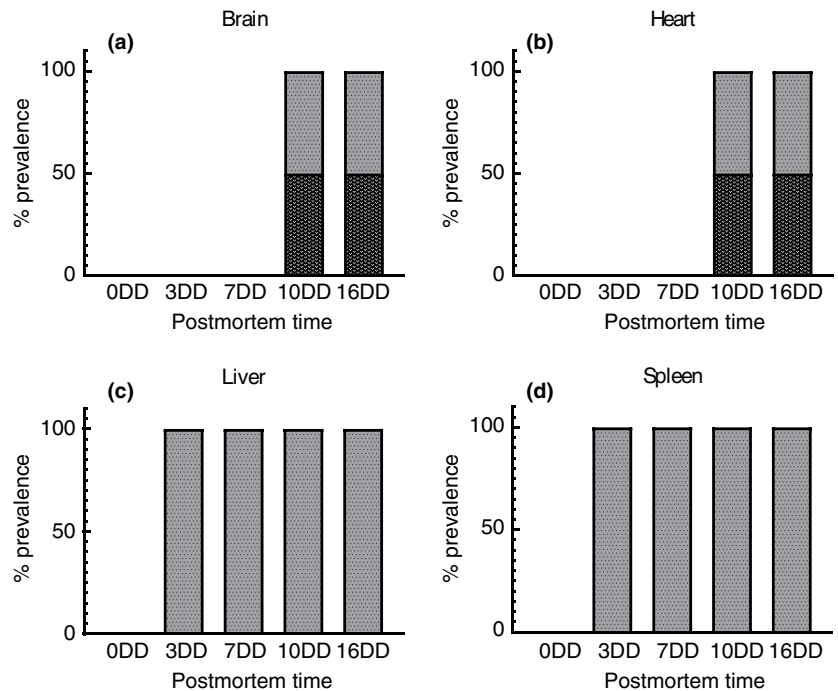 Brain
(a)
% prevalence
100
50
0
0DD 3DD 7DD 10DD 16DD
Postmortem time
Heart
(b)
% prevalence
100
50
0
0DD 3DD 7DD 10DD 16DD
Postmortem time
Liver
(c)
% prevalence
100
50
0
0DD 3DD 7DD 10DD 16DD
Postmortem time
Spleen
(d)
% prevalence
100
50
0
0DD 3DD 7DD 10DD 16DD
Postmortem time